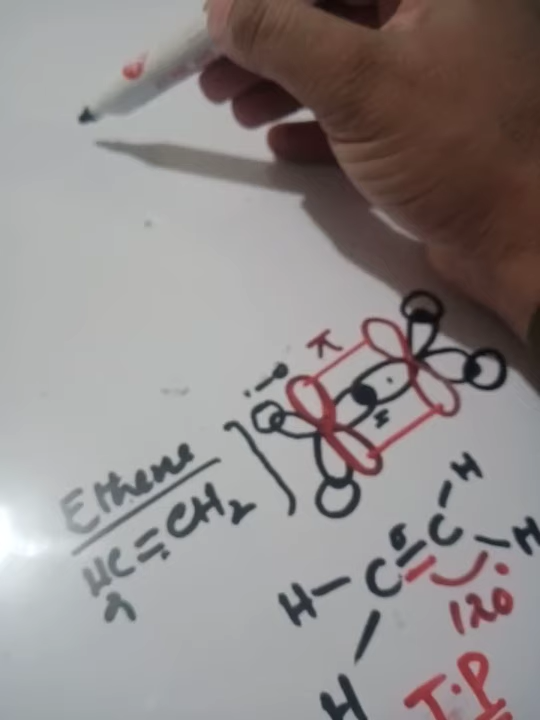 π
Ethene
H₂C=CH₂
H
σ
C
H
H
C
120°
H
T.P